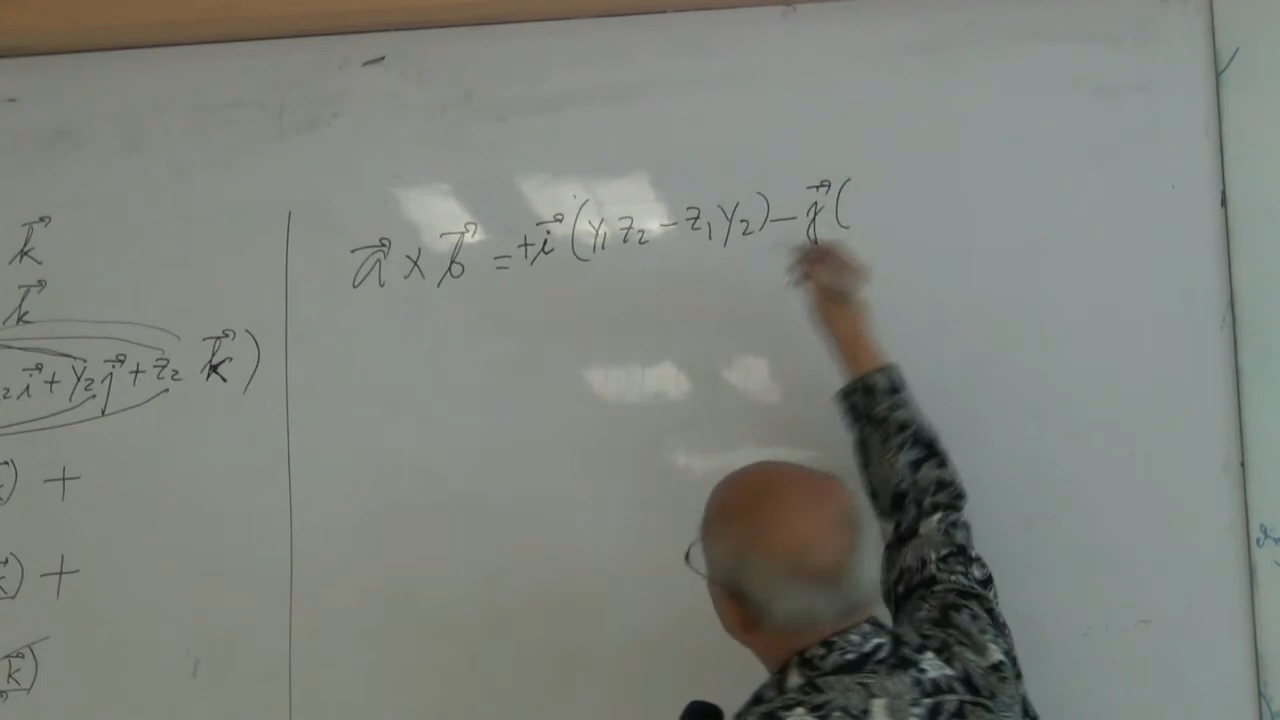 k⃗
k⃗
₂i⃗ + y₂j⃗ + z₂ k⃗)
) +
k⃗) +
k⃗)
a⃗ × b⃗ = +i⃗ (y₁z₂ − z₁y₂) − j⃗ (